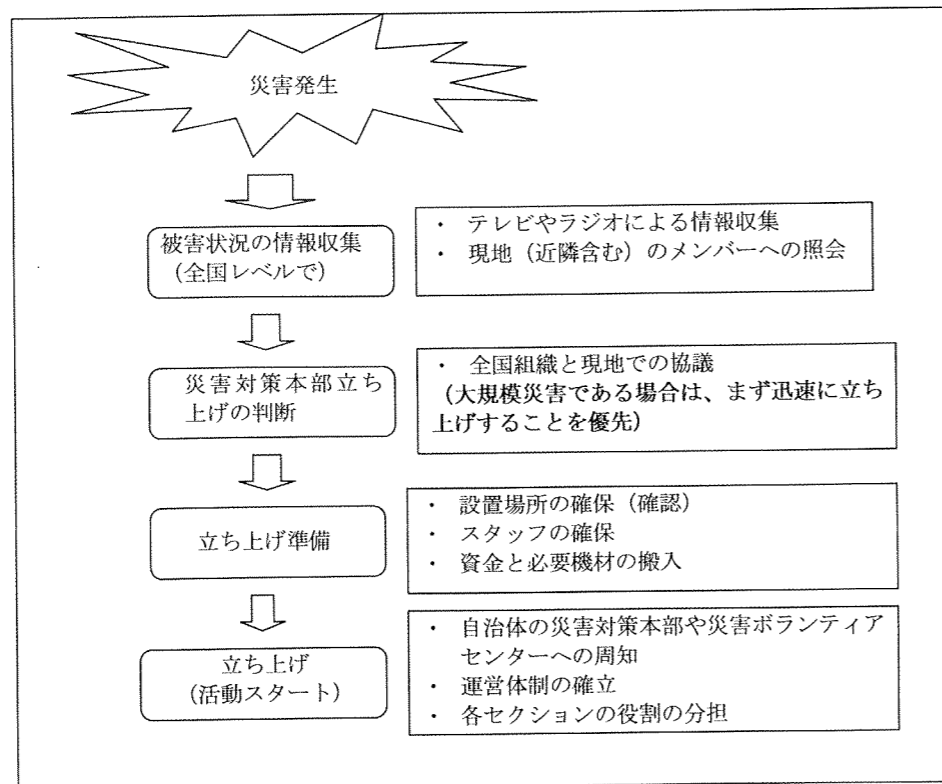 災害発生
被害状況の情報収集
(全国レベルで)
・ テレビやラジオによる情報収集
・ 現地（近隣含む）のメンバーへの照会
災害対策本部立ち
上げの判断
・ 全国組織と現地での協議
（大規模災害である場合は、まず迅速に立ち
上げすることを優先）
立ち上げ準備
・ 設置場所の確保（確認）
・ スタッフの確保
・ 資金と必要機材の搬入
立ち上げ
(活動スタート)
・ 自治体の災害対策本部や災害ボランティア
センターへの周知
・ 運営体制の確立
・ 各セクションの役割の分担